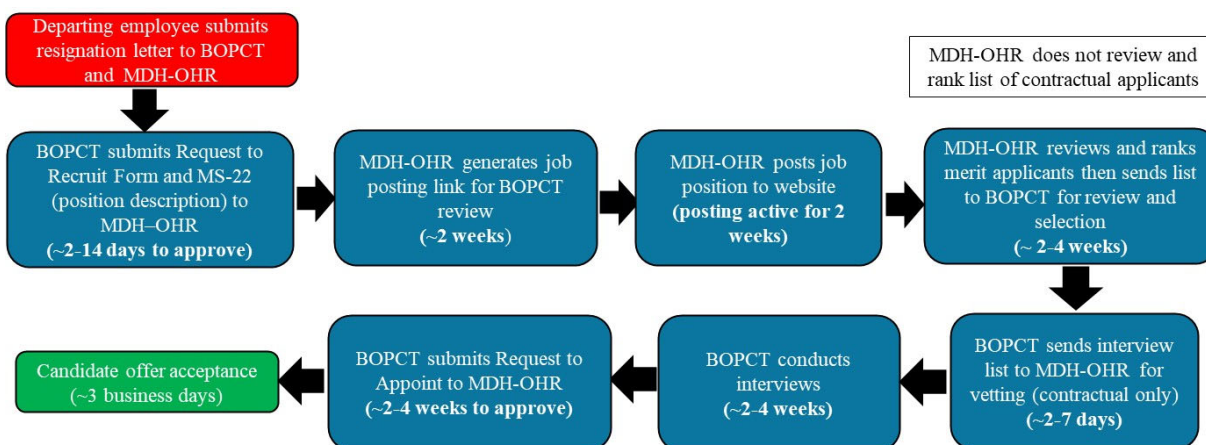 Departing employee submits
resignation letter to BOPCT
and MDH-OHR
MDH-OHR does not review and
rank list of contractual applicants
BOPCT submits Request to
Recruit Form and MS-22
(position description) to
MDH–OHR
(~2-14 days to approve)
MDH-OHR generates job
posting link for BOPCT
review
(~2 weeks)
MDH-OHR posts job
position to website
(posting active for 2
weeks)
MDH-OHR reviews and ranks
merit applicants then sends list
to BOPCT for review and
selection
(~ 2-4 weeks)
BOPCT sends interview
list to MDH-OHR for
vetting (contractual only)
(~2-7 days)
BOPCT conducts
interviews
(~2-4 weeks)
BOPCT submits Request to
Appoint to MDH-OHR
(~2-4 weeks to approve)
Candidate offer acceptance
(~3 business days)